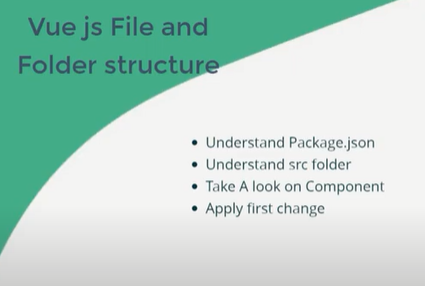 Vue js File and
Folder structure
• Understand Package.json
• Understand src folder
• Take A look on Component
• Apply first change